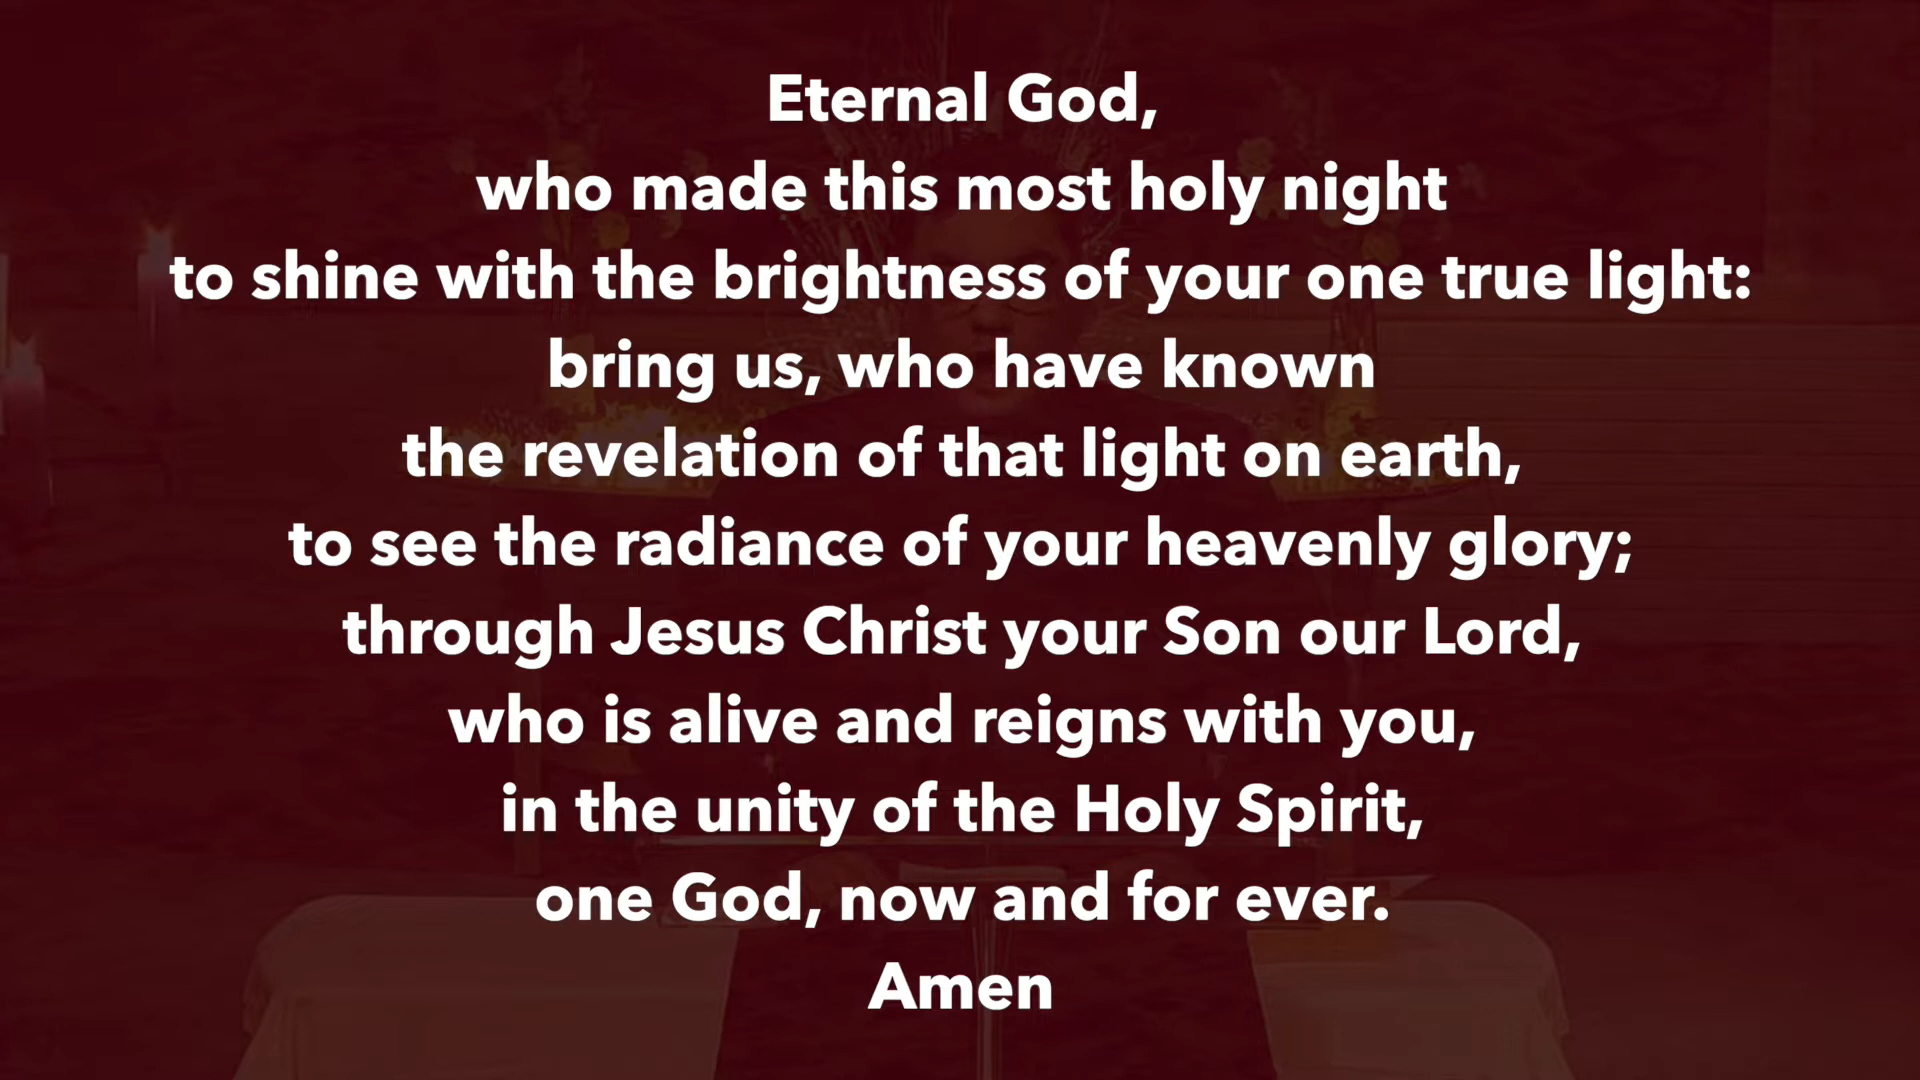 Eternal God,
who made this most holy night
to shine with the brightness of your one true light:
bring us, who have known
the revelation of that light on earth,
to see the radiance of your heavenly glory;
through Jesus Christ your Son our Lord,
who is alive and reigns with you,
in the unity of the Holy Spirit,
one God, now and for ever.
Amen